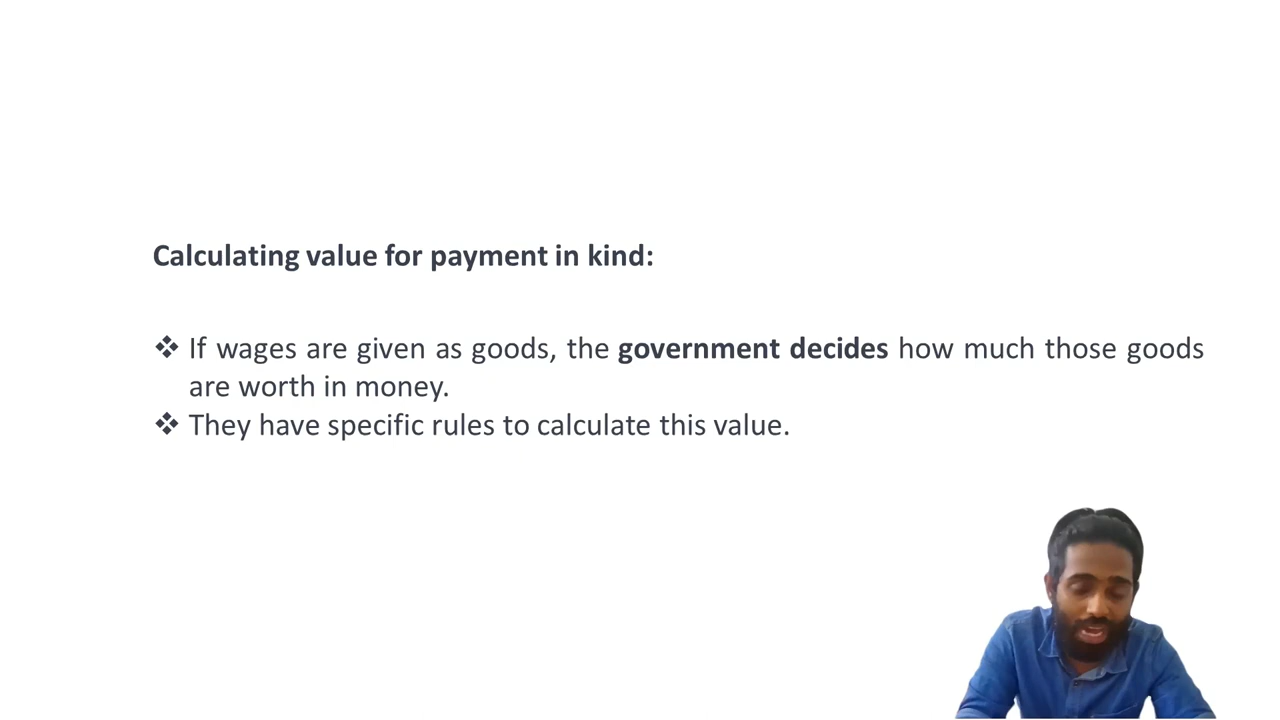 Calculating value for payment in kind:
❖ If wages are given as goods, the government decides how much those goods
are worth in money.
❖ They have specific rules to calculate this value.